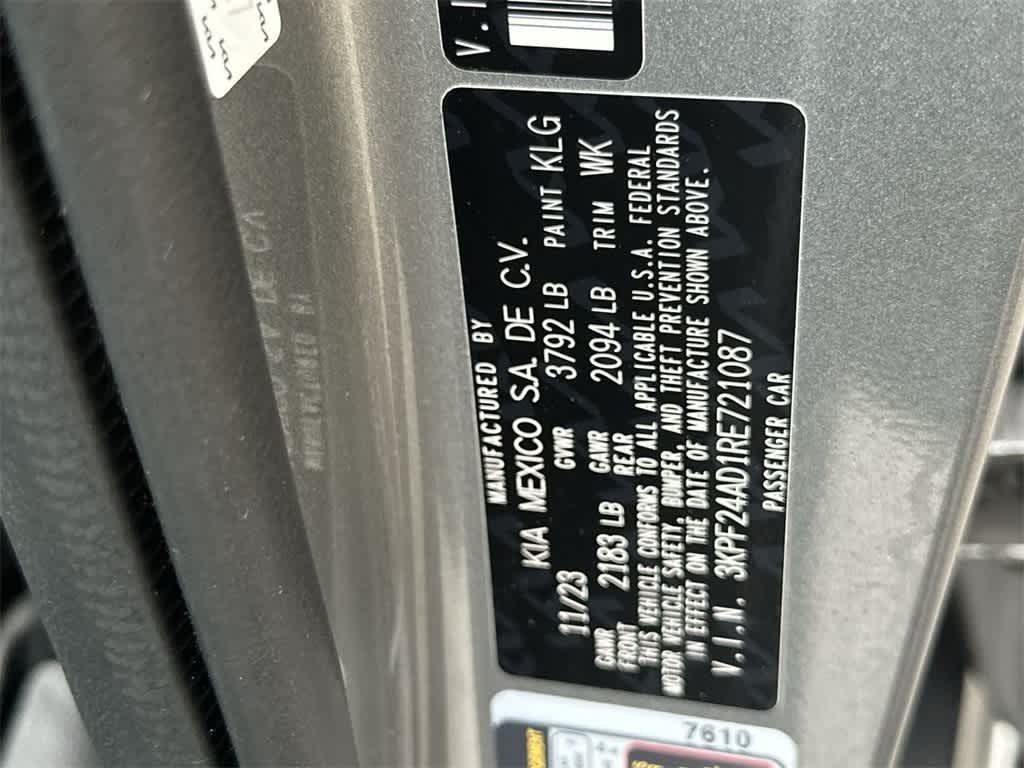 V.I
MANUFACTURED BY
KIA MEXICO S.A. DE C.V.
11/23 GVWR 3792 LB PAINT KLG
GAWR FRONT 2183 LB GAWR REAR 2094 LB TRIM WK
THIS VEHICLE CONFORMS TO ALL APPLICABLE U.S.A. FEDERAL
MOTOR VEHICLE SAFETY, BUMPER, AND THEFT PREVENTION STANDARDS
IN EFFECT ON THE DATE OF MANUFACTURE SHOWN ABOVE.
V.I.N. 3KPF24AD1RE721087
PASSENGER CAR
7610